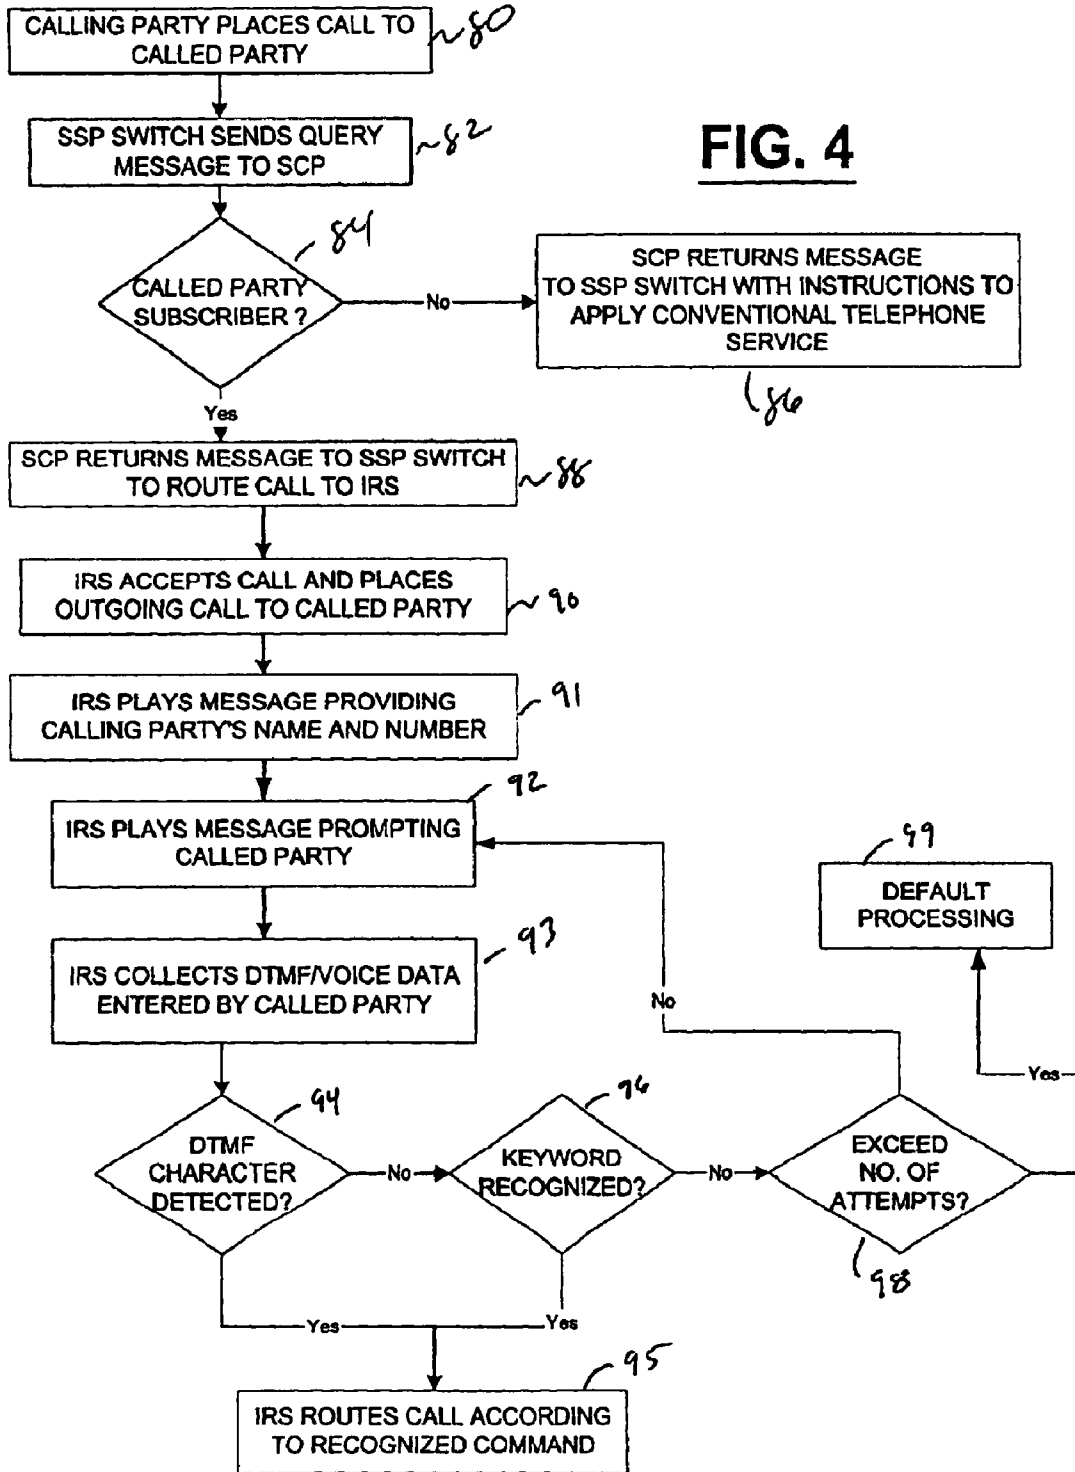 CALLING PARTY PLACES CALL TO
CALLED PARTY
80
SSP SWITCH SENDS QUERY
MESSAGE TO SCP
82
FIG. 4
84
CALLED PARTY
SUBSCRIBER ?
No
SCP RETURNS MESSAGE
TO SSP SWITCH WITH INSTRUCTIONS TO
APPLY CONVENTIONAL TELEPHONE
SERVICE
86
Yes
SCP RETURNS MESSAGE TO SSP SWITCH
TO ROUTE CALL TO IRS
88
IRS ACCEPTS CALL AND PLACES
OUTGOING CALL TO CALLED PARTY
90
IRS PLAYS MESSAGE PROVIDING
CALLING PARTY'S NAME AND NUMBER
91
92
IRS PLAYS MESSAGE PROMPTING
CALLED PARTY
99
DEFAULT
PROCESSING
93
IRS COLLECTS DTMF/VOICE DATA
ENTERED BY CALLED PARTY
No
Yes
94
DTMF
CHARACTER
DETECTED?
No
96
KEYWORD
RECOGNIZED?
No
EXCEED
NO. OF
ATTEMPTS?
98
Yes
Yes
95
IRS ROUTES CALL ACCORDING
TO RECOGNIZED COMMAND